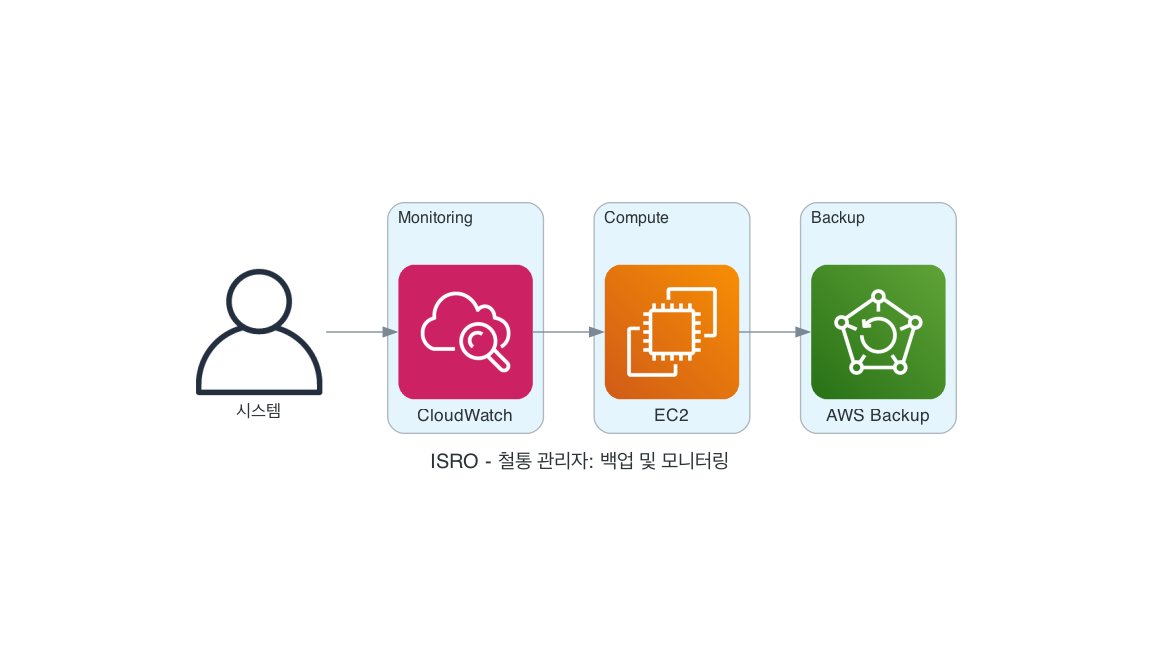 Monitoring
Compute
Backup
시스템
CloudWatch
EC2
AWS Backup
ISRO - 철통 관리자: 백업 및 모니터링